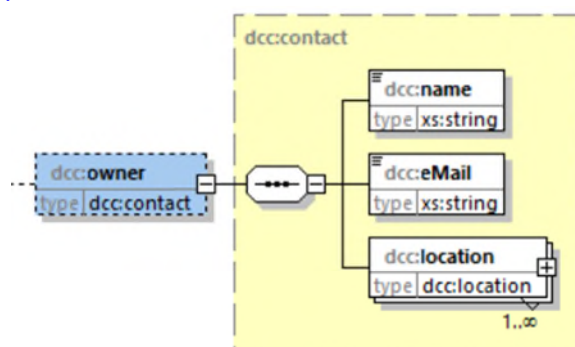 dcc:contact
dcc:name
type xs:string
dcc:owner
type dcc:contact
dcc:eMail
type xs:string
dcc:location
type dcc:location
1..∞